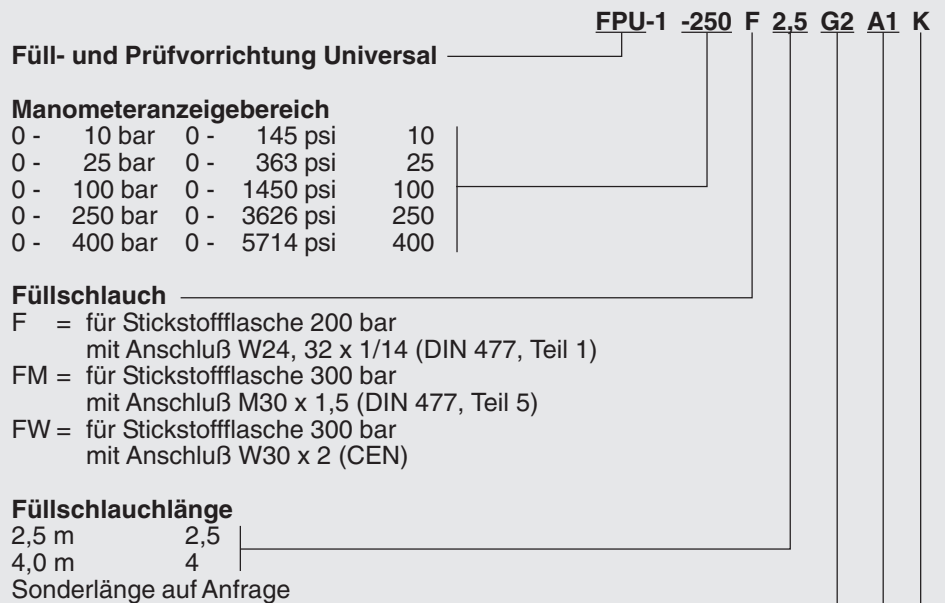 FPU-1 -250 F 2,5 G2 A1 K
Füll- und Prüfvorrichtung Universal
Manometeranzeigebereich
0 - 10 bar 0 - 145 psi 10
0 - 25 bar 0 - 363 psi 25
0 - 100 bar 0 - 1450 psi 100
0 - 250 bar 0 - 3626 psi 250
0 - 400 bar 0 - 5714 psi 400
Füllschlauch
F = für Stickstoffflasche 200 bar
mit Anschluß W24, 32 x 1/14 (DIN 477, Teil 1)
FM = für Stickstoffflasche 300 bar
mit Anschluß M30 x 1,5 (DIN 477, Teil 5)
FW = für Stickstoffflasche 300 bar
mit Anschluß W30 x 2 (CEN)
Füllschlauchlänge
2,5 m 2,5
4,0 m 4
Sonderlänge auf Anfrage